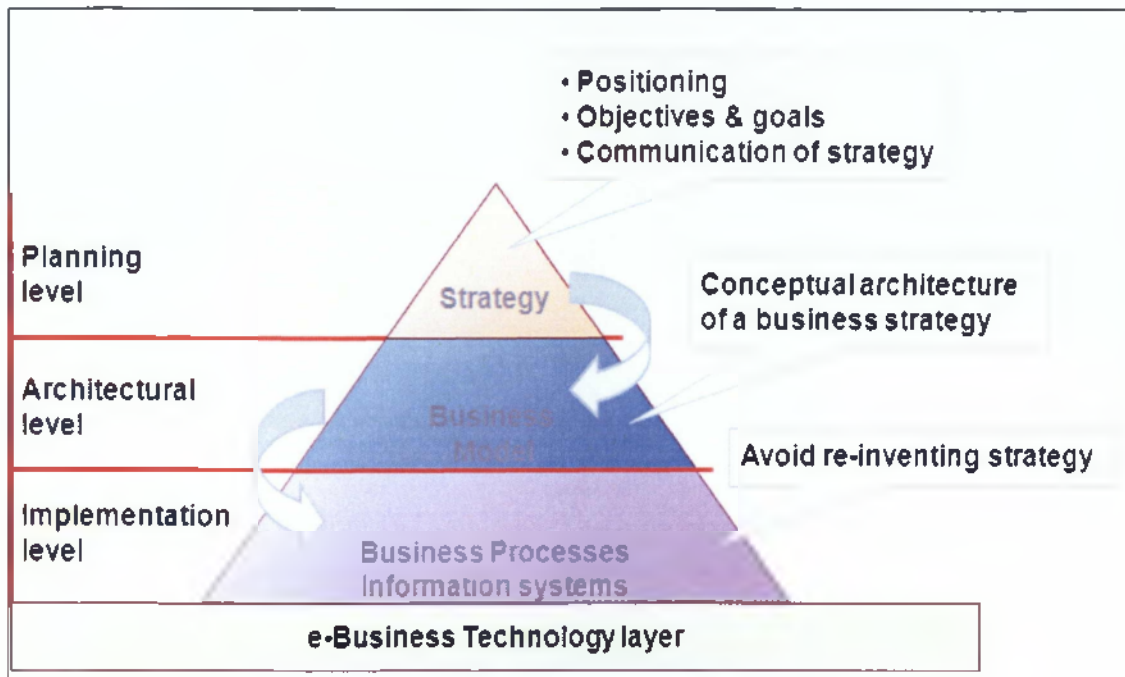 • Positioning
• Objectives & goals
• Communication of strategy
Planning
level
Strategy
Conceptual architecture
of a business strategy
Architectural
level
Business
Model
Avoid re-inventing strategy
Implementation
level
Business Processes
Information systems
e-Business Technology layer